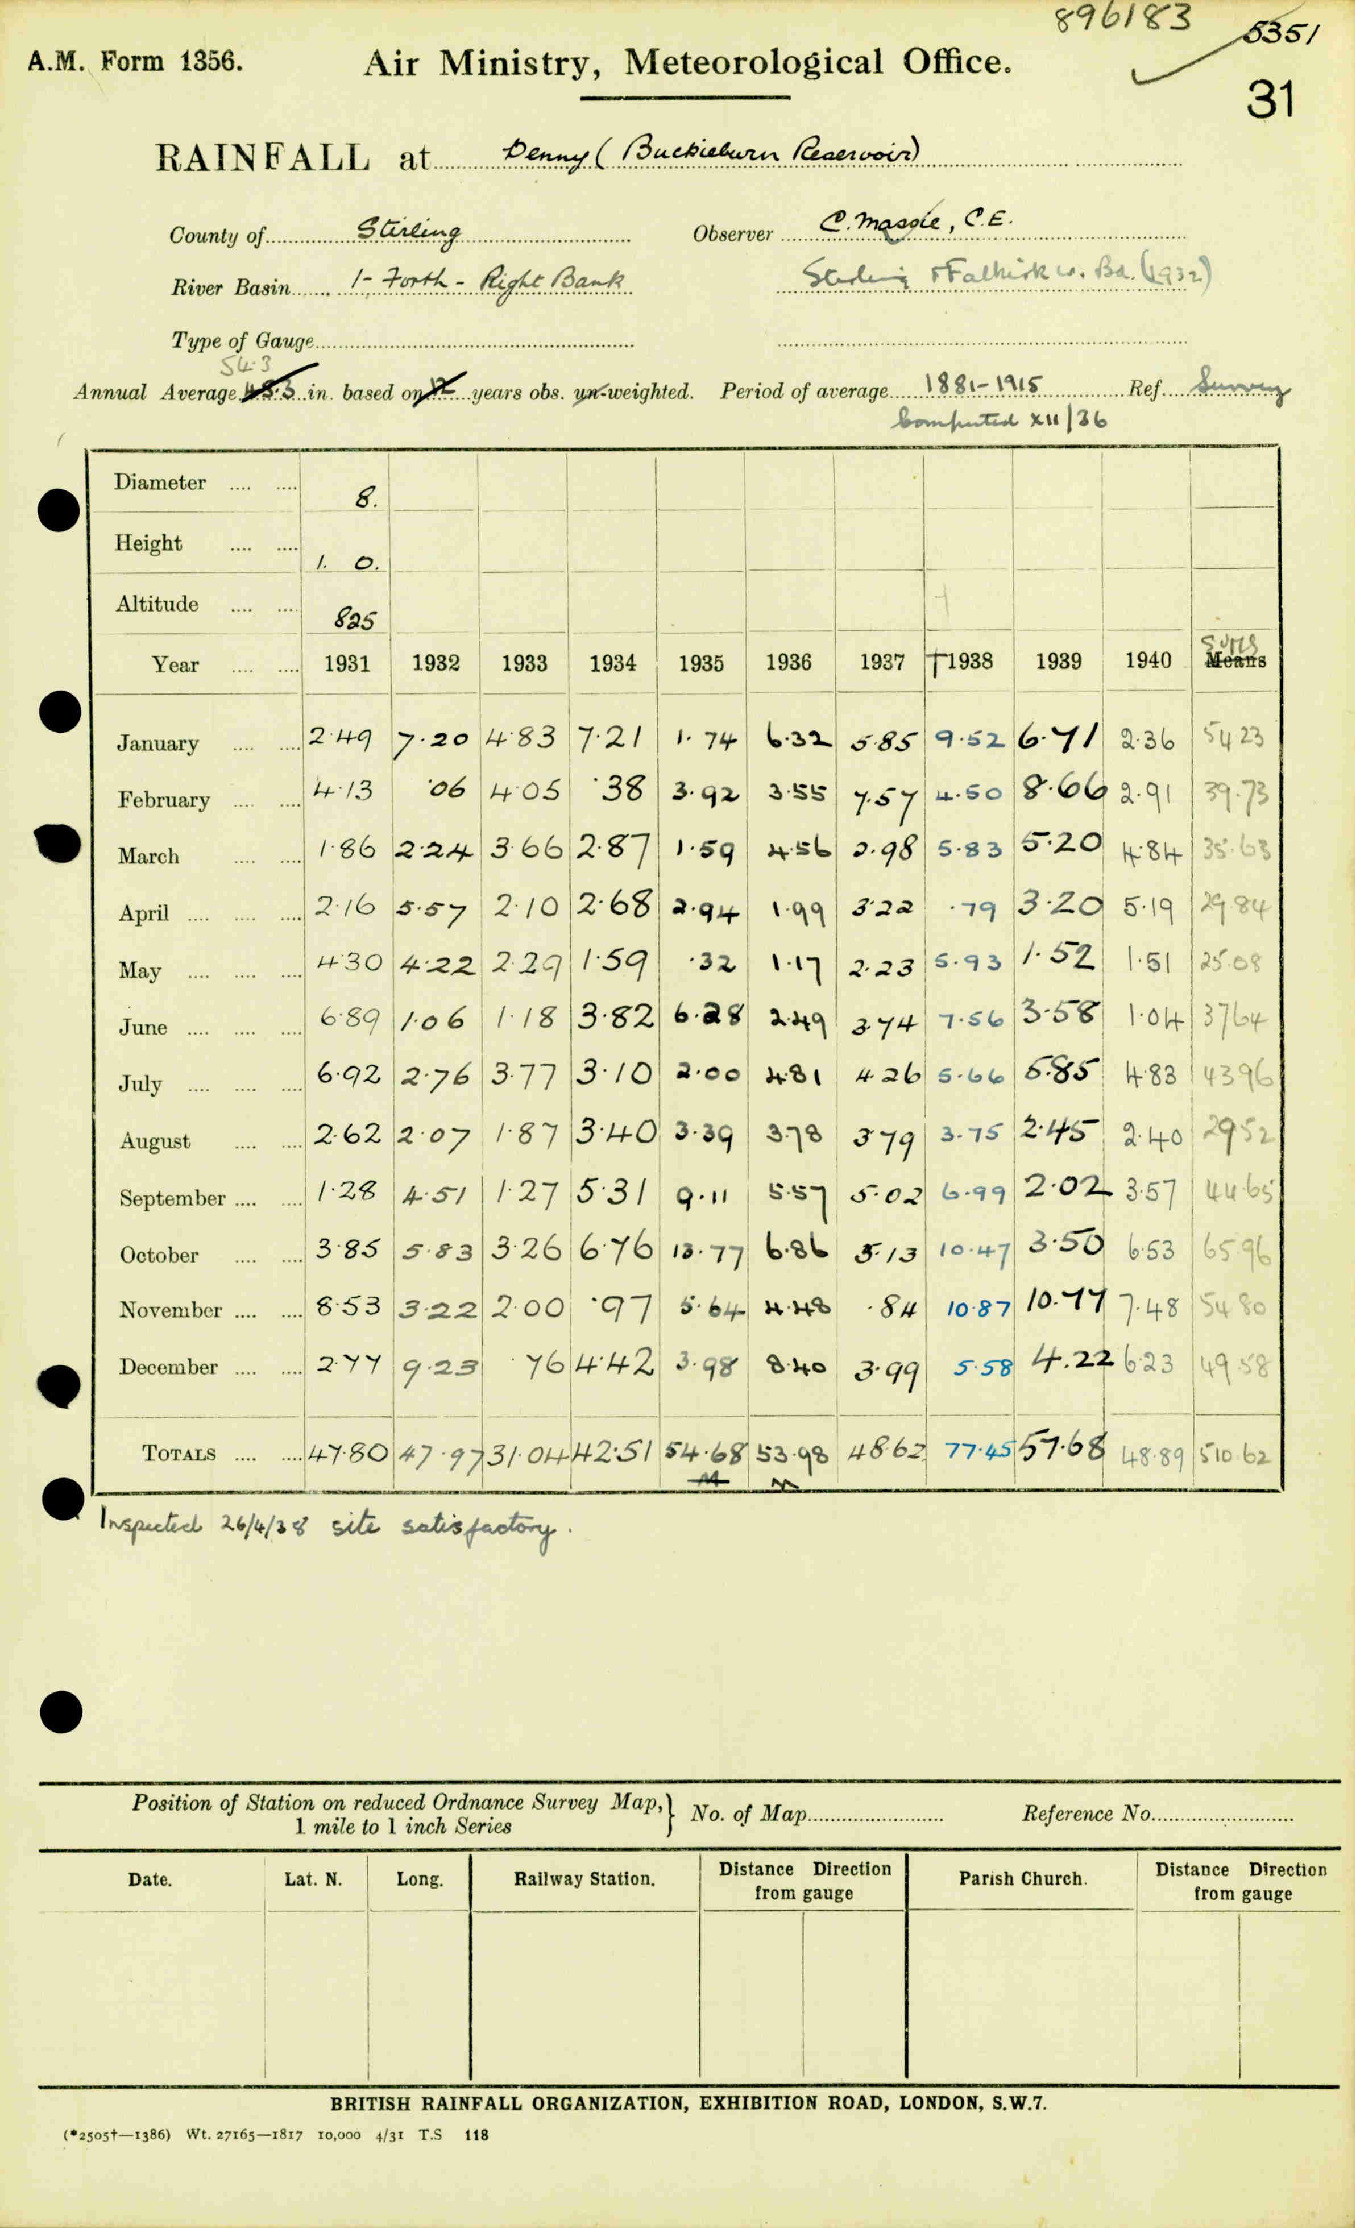 896183 5351
A.M. Form 1356. Air Ministry, Meteorological Office.
31
RAINFALL at Denny (Buckieburn Reservoir)
County of Stirling Observer C. Massie, C.E.
River Basin 1- Forth - Right Bank Stirling & Falkirk W. Bd. (1932)
Type of Gauge
54.3
Annual Average 48.3 in. based on 12 years obs. un-weighted. Period of average 1881-1915 Ref. Survey
Computed XII/36
Diameter .... .... 8.
Height .... .... 1. 0.
Altitude .... .... 825
Sums
Year .... .... 1931 1932 1933 1934 1935 1936 1937 †1938 1939 1940 Means
January .... .... 2.49 7.20 4.83 7.21 1.74 6.32 5.85 9.52 6.71 2.36 54.23
February .... .... 4.13 .06 4.05 .38 3.92 3.55 7.57 4.50 8.66 2.91 39.73
March .... .... 1.86 2.24 3.66 2.87 1.59 4.56 2.98 5.83 5.20 4.84 35.63
April .... .... .... 2.16 5.57 2.10 2.68 2.94 1.99 3.22 .79 3.20 5.19 29.84
May .... .... .... 4.30 4.22 2.29 1.59 .32 1.17 2.23 5.93 1.52 1.51 25.08
June .... .... .... 6.89 1.06 1.18 3.82 6.28 2.49 3.74 7.56 3.58 1.04 37.64
July .... .... .... 6.92 2.76 3.77 3.10 2.00 4.81 4.26 5.66 5.85 4.83 43.96
August .... .... 2.62 2.07 1.87 3.40 3.39 3.78 3.79 3.75 2.45 2.40 29.52
September .... .... 1.28 4.51 1.27 5.31 9.11 5.57 5.02 6.99 2.02 3.57 44.65
October .... .... 3.85 5.83 3.26 6.76 13.77 6.86 5.13 10.47 3.50 6.53 65.96
November .... .... 8.53 3.22 2.00 .97 5.64 4.48 .84 10.87 10.77 7.48 54.80
December .... .... 2.77 9.23 .76 4.42 3.98 8.40 3.99 5.58 4.22 6.23 49.58
TOTALS .... .... 47.80 47.97 31.04 42.51 54.68 53.98 48.62 77.45 57.68 48.89 510.62
M M
Inspected 26/4/38 site satisfactory.
Position of Station on reduced Ordnance Survey Map,} No. of Map Reference No.
1 mile to 1 inch Series
Date. Lat. N. Long. Railway Station. Distance Direction from gauge Parish Church. Distance Direction from gauge
BRITISH RAINFALL ORGANIZATION, EXHIBITION ROAD, LONDON, S.W.7.
(*2505†—1386) Wt. 27165—1817 10,000 4/31 T.S 118